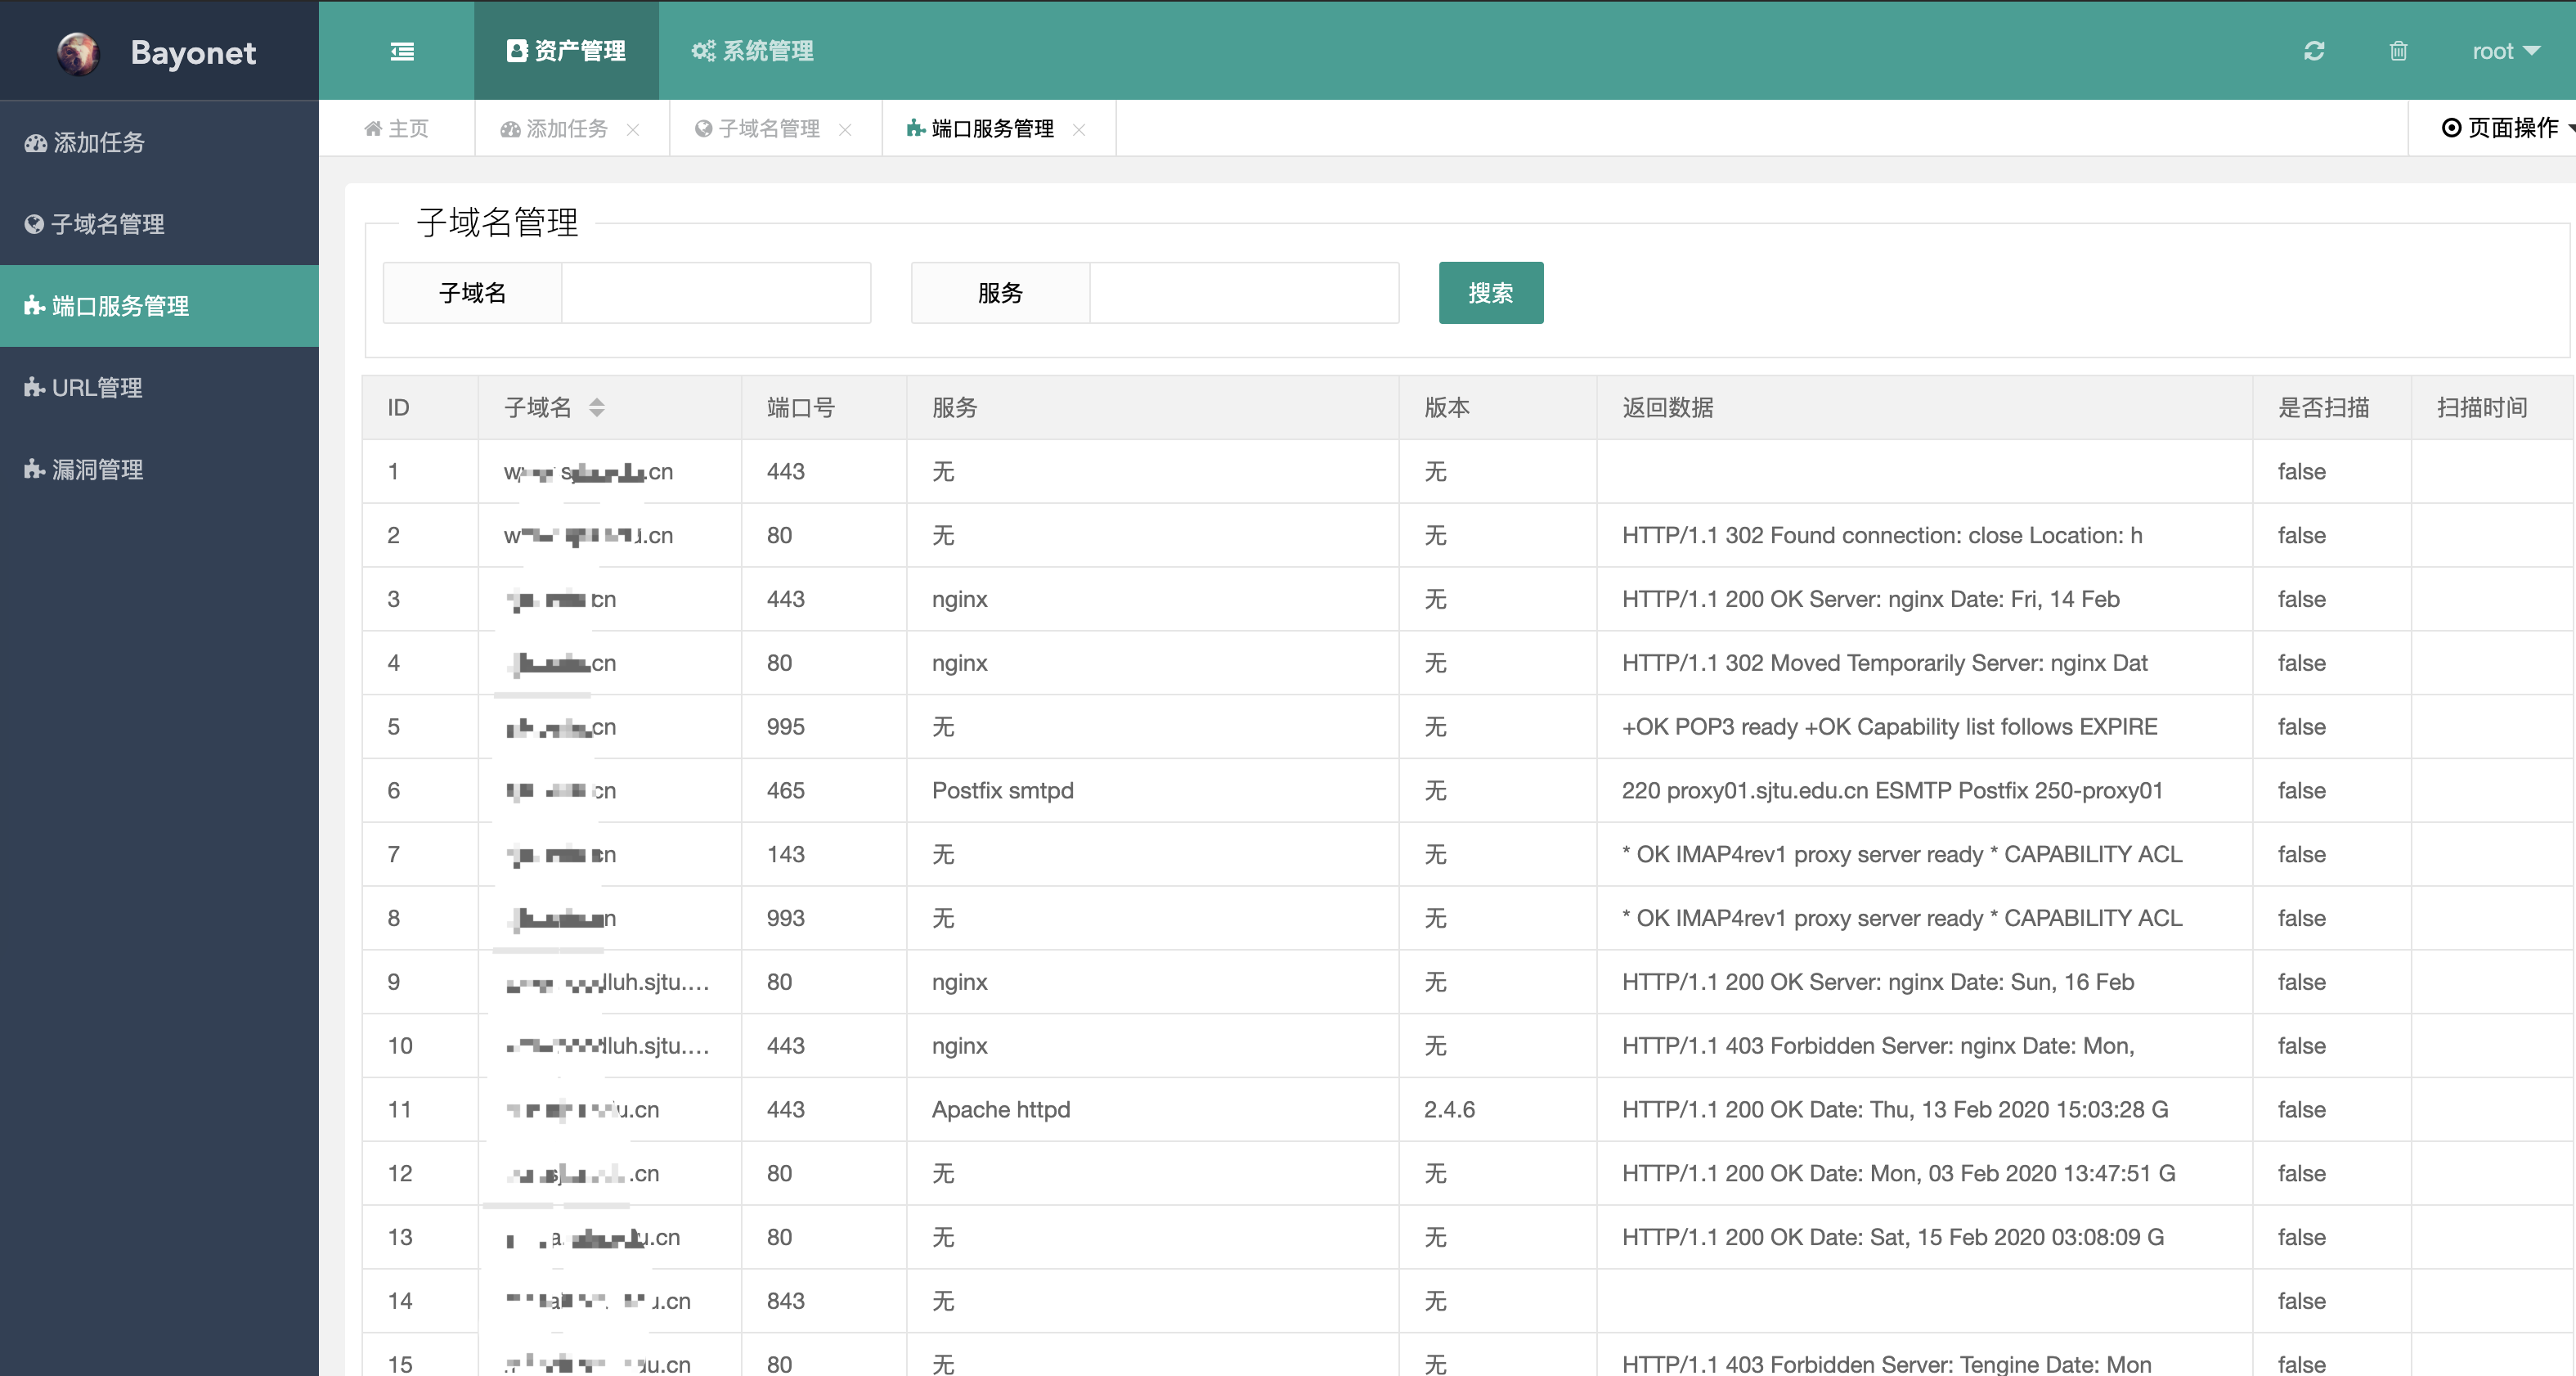 Bayonet
资产管理
系统管理
root
添加任务
子域名管理
端口服务管理
URL管理
漏洞管理
主页
添加任务
子域名管理
端口服务管理
页面操作
子域名管理
子域名
服务
搜索
ID 子域名 端口号 服务 版本 返回数据 是否扫描 扫描时间
1 .cn 443 无 无 false
2 .cn 80 无 无 HTTP/1.1 302 Found connection: close Location: h false
3 cn 443 nginx 无 HTTP/1.1 200 OK Server: nginx Date: Fri, 14 Feb false
4 cn 80 nginx 无 HTTP/1.1 302 Moved Temporarily Server: nginx Dat false
5 cn 995 无 无 +OK POP3 ready +OK Capability list follows EXPIRE false
6 cn 465 Postfix smtpd 无 220 proxy01.sjtu.edu.cn ESMTP Postfix 250-proxy01 false
7 cn 143 无 无 * OK IMAP4rev1 proxy server ready * CAPABILITY ACL false
8 n 993 无 无 * OK IMAP4rev1 proxy server ready * CAPABILITY ACL false
9 luh.sjtu.... 80 nginx 无 HTTP/1.1 200 OK Server: nginx Date: Sun, 16 Feb false
10 luh.sjtu.... 443 nginx 无 HTTP/1.1 403 Forbidden Server: nginx Date: Mon, false
11 u.cn 443 Apache httpd 2.4.6 HTTP/1.1 200 OK Date: Thu, 13 Feb 2020 15:03:28 G false
12 .cn 80 无 无 HTTP/1.1 200 OK Date: Mon, 03 Feb 2020 13:47:51 G false
13 u.cn 80 无 无 HTTP/1.1 200 OK Date: Sat, 15 Feb 2020 03:08:09 G false
14 u.cn 843 无 无 false
15 u.cn 80 无 无 HTTP/1.1 403 Forbidden Server: Tengine Date: Mon false